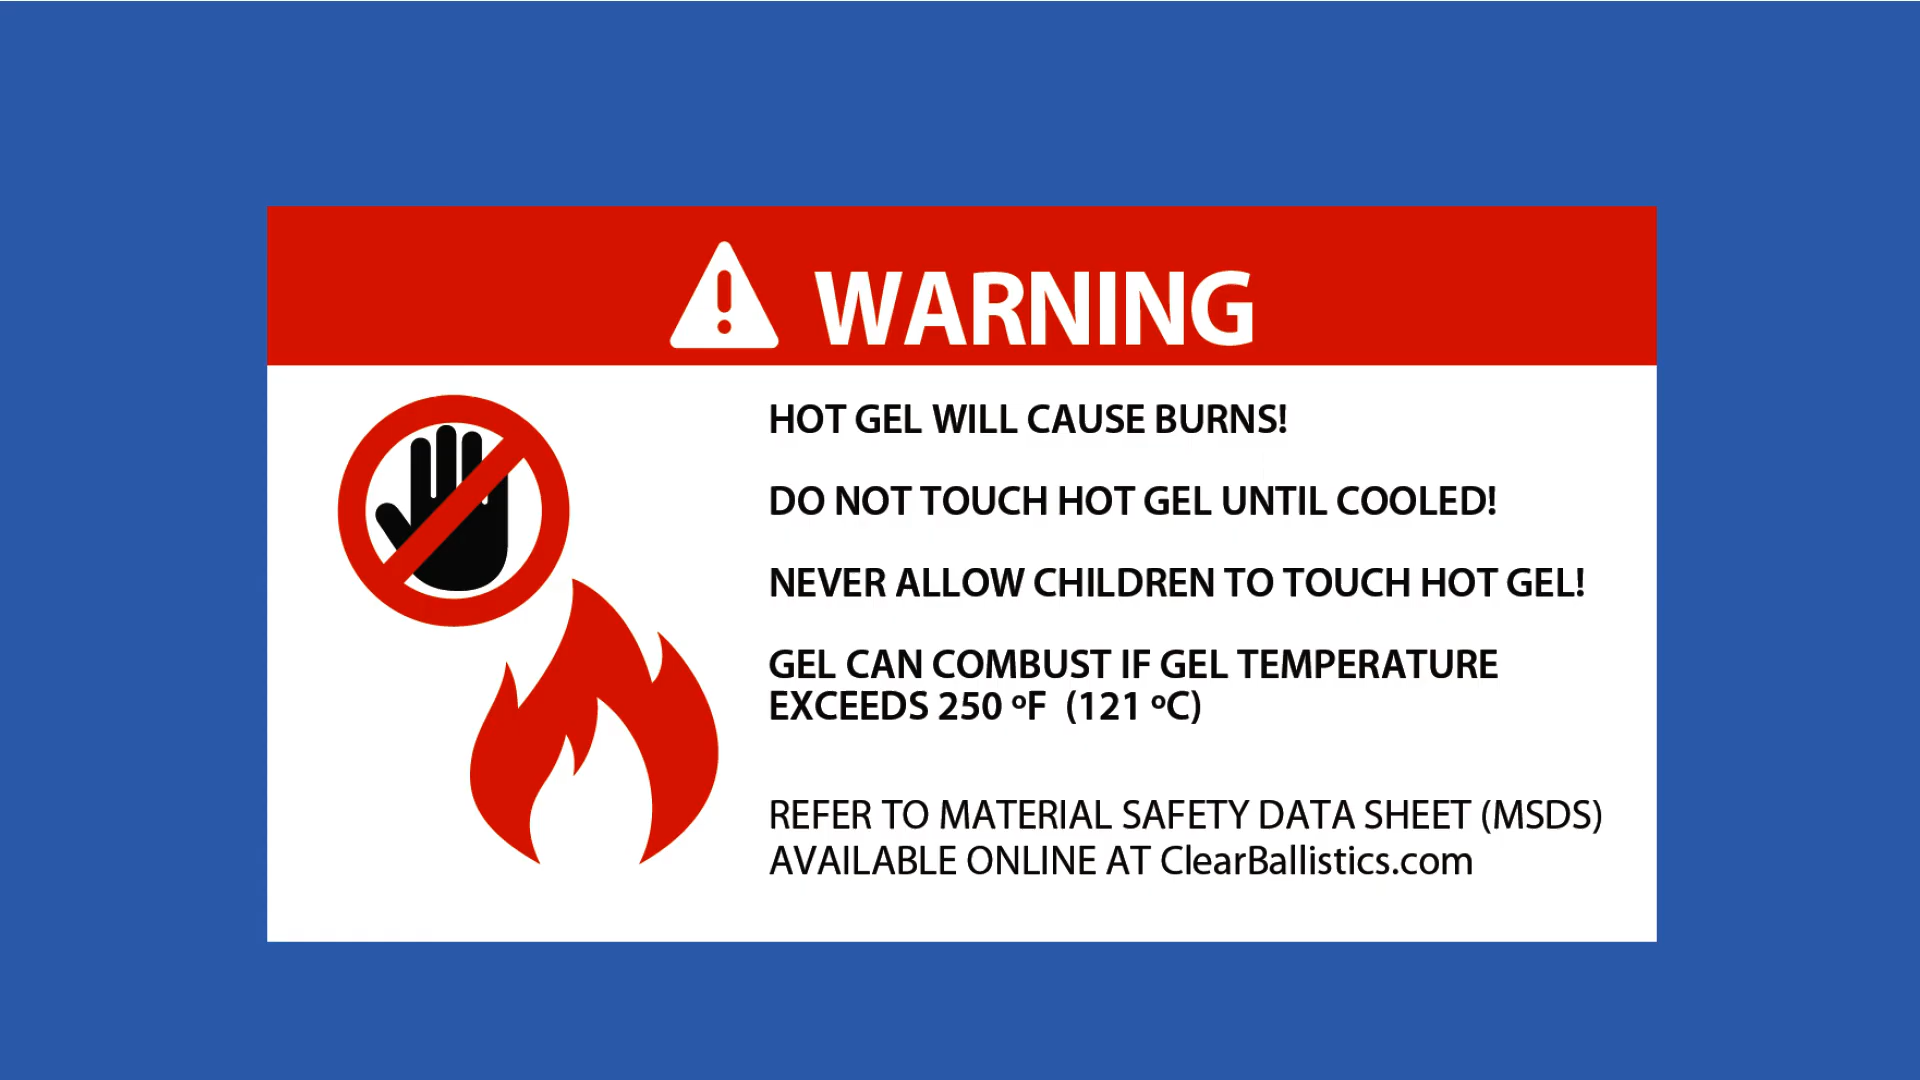 WARNING
HOT GEL WILL CAUSE BURNS!
DO NOT TOUCH HOT GEL UNTIL COOLED!
NEVER ALLOW CHILDREN TO TOUCH HOT GEL!
GEL CAN COMBUST IF GEL TEMPERATURE
EXCEEDS 250 ºF (121 ºC)
REFER TO MATERIAL SAFETY DATA SHEET (MSDS)
AVAILABLE ONLINE AT ClearBallistics.com